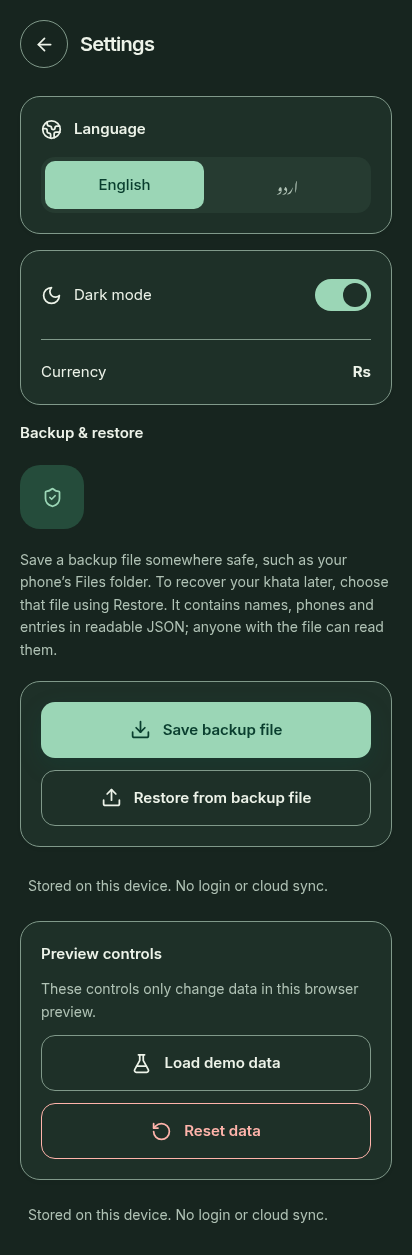 Settings
Language
English اردو
Dark mode
Currency Rs
Backup & restore
Save a backup file somewhere safe, such as your
phone’s Files folder. To recover your khata later, choose
that file using Restore. It contains names, phones and
entries in readable JSON; anyone with the file can read
them.
Save backup file
Restore from backup file
Stored on this device. No login or cloud sync.
Preview controls
These controls only change data in this browser
preview.
Load demo data
Reset data
Stored on this device. No login or cloud sync.